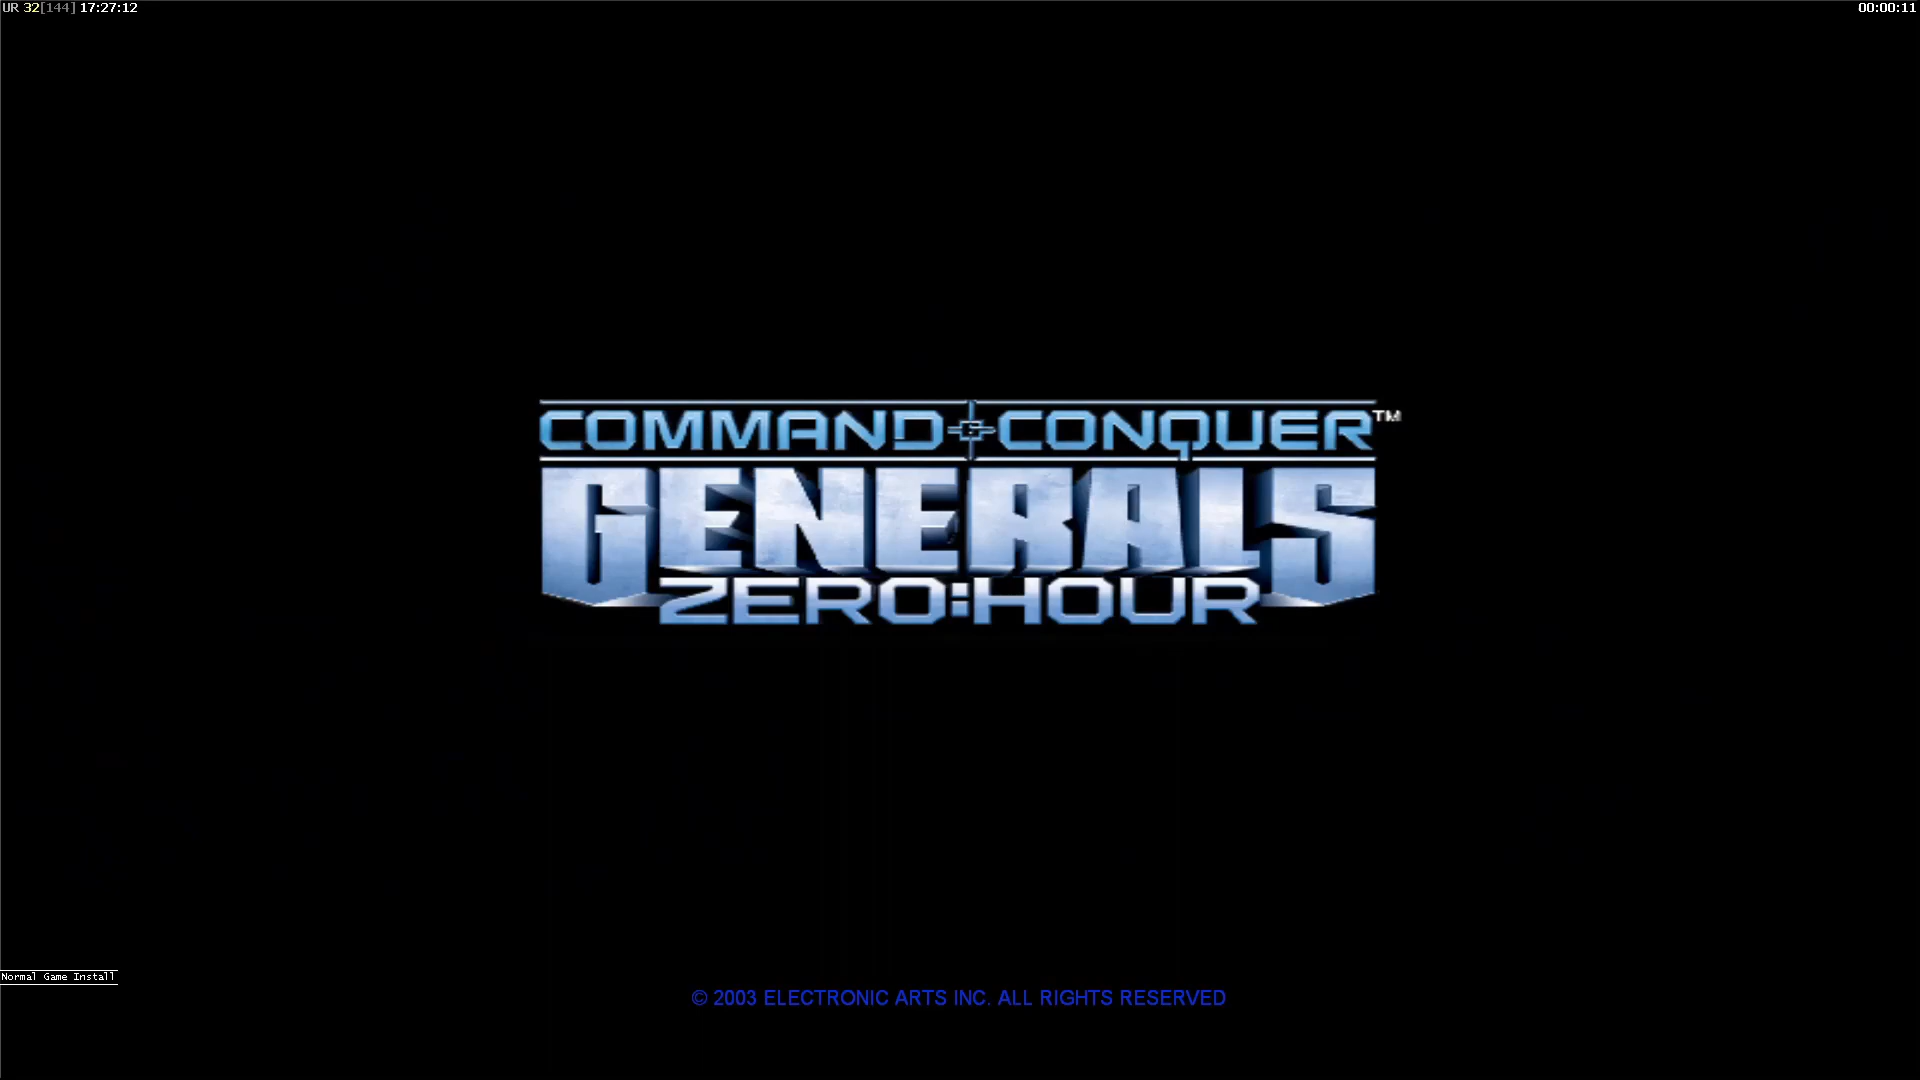 UR 32[144] 17:27:12
00:00:11
COMMAND CONQUER™
GENERALS
ZERO:HOUR
Normal Game Install
© 2003 ELECTRONIC ARTS INC. ALL RIGHTS RESERVED